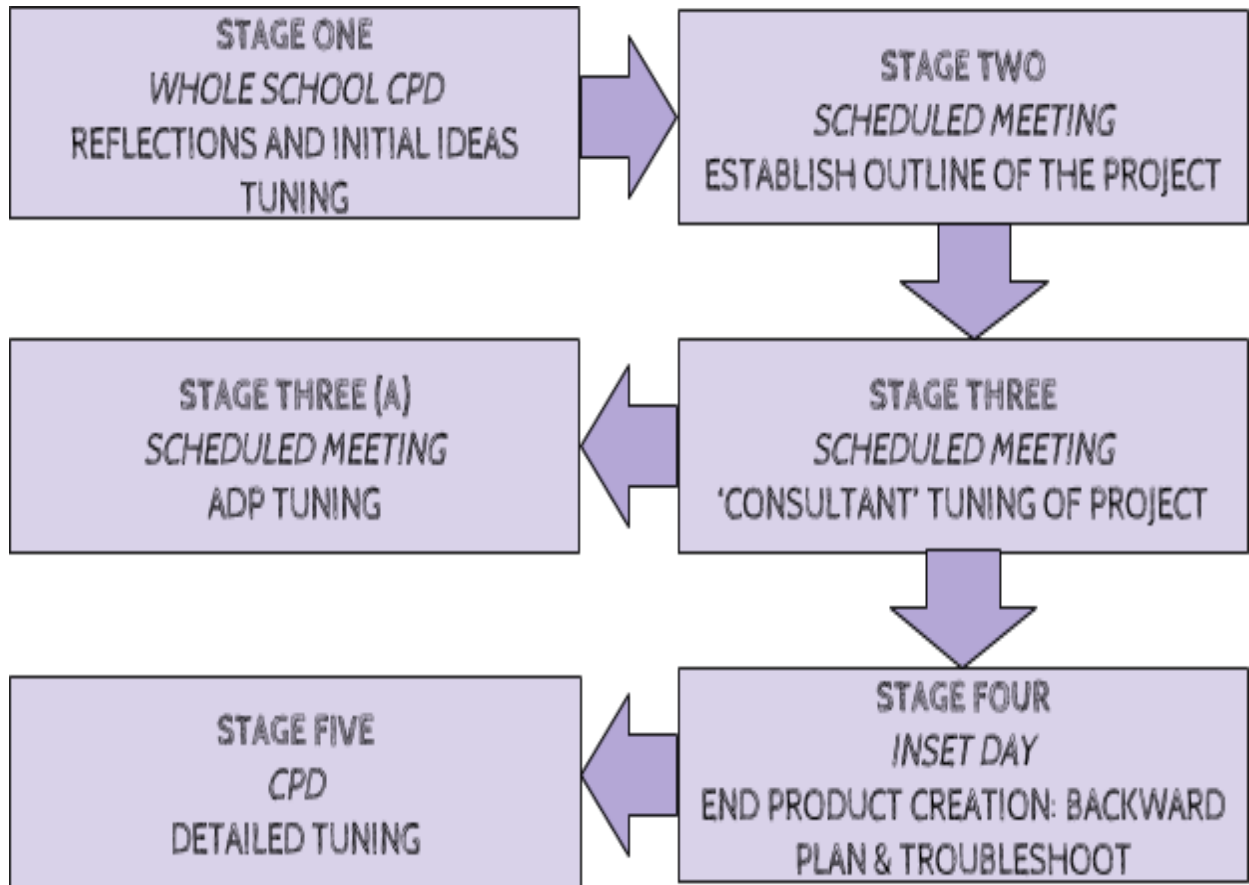 STAGE ONE
WHOLE SCHOOL CPD
REFLECTIONS AND INITIAL IDEAS
TUNING
STAGE TWO
SCHEDULED MEETING
ESTABLISH OUTLINE OF THE PROJECT
STAGE THREE
SCHEDULED MEETING
‘CONSULTANT’ TUNING OF PROJECT
STAGE THREE (A)
SCHEDULED MEETING
ADP TUNING
STAGE FOUR
INSET DAY
END PRODUCT CREATION: BACKWARD
PLAN & TROUBLESHOOT
STAGE FIVE
CPD
DETAILED TUNING